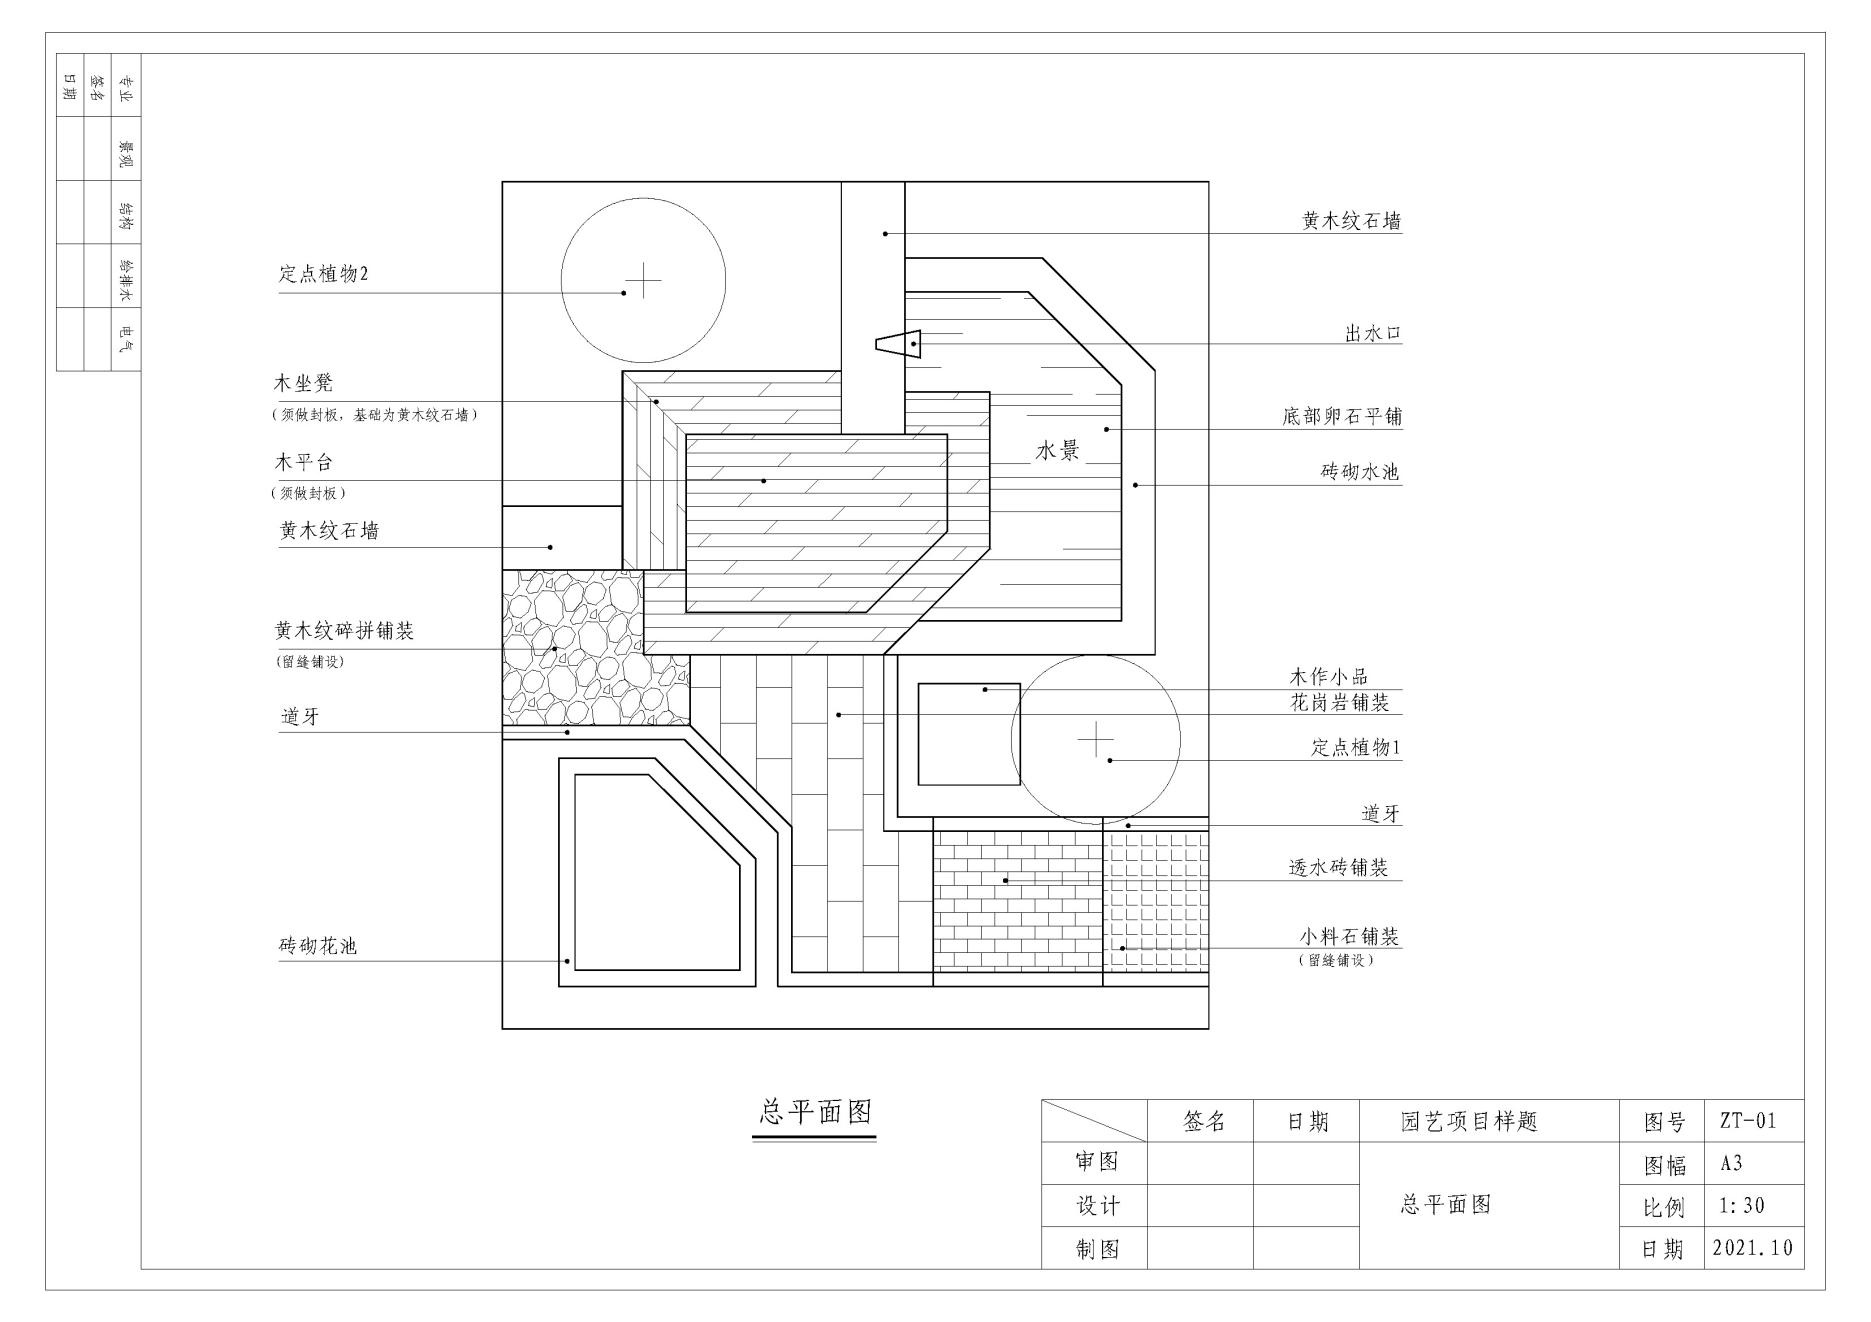 专业
签名
日期
景观
结构
给排水
电气
定点植物2
木坐凳
(须做封板，基础为黄木纹石墙)
木平台
(须做封板)
黄木纹石墙
黄木纹碎拼铺装
(留缝铺设)
道牙
砖砌花池
水景
黄木纹石墙
出水口
底部卵石平铺
砖砌水池
木作小品
花岗岩铺装
定点植物1
道牙
透水砖铺装
小料石铺装
(留缝铺设)
总平面图
签名 日期 园艺项目样题 图号 ZT-01
审图 图幅 A3
设计 总平面图 比例 1:30
制图 日期 2021.10